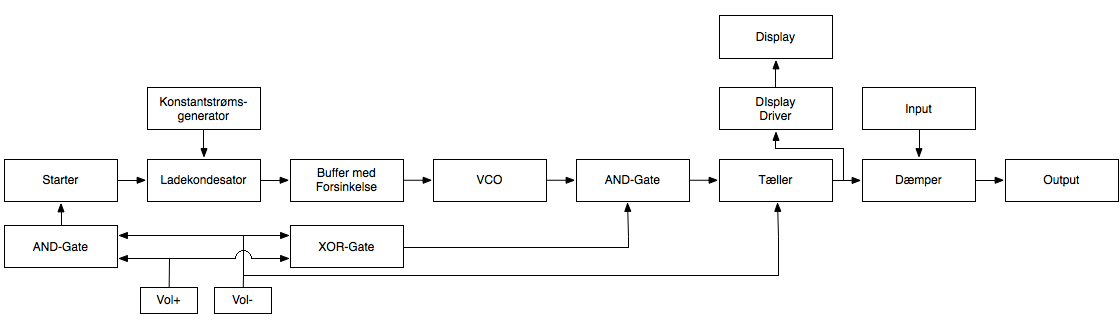 Display
Konstantstrøms-
generator
DIsplay
Driver
Input
Starter
Ladekondesator
Buffer med
Forsinkelse
VCO
AND-Gate
Tæller
Dæmper
Output
AND-Gate
XOR-Gate
Vol+
Vol-